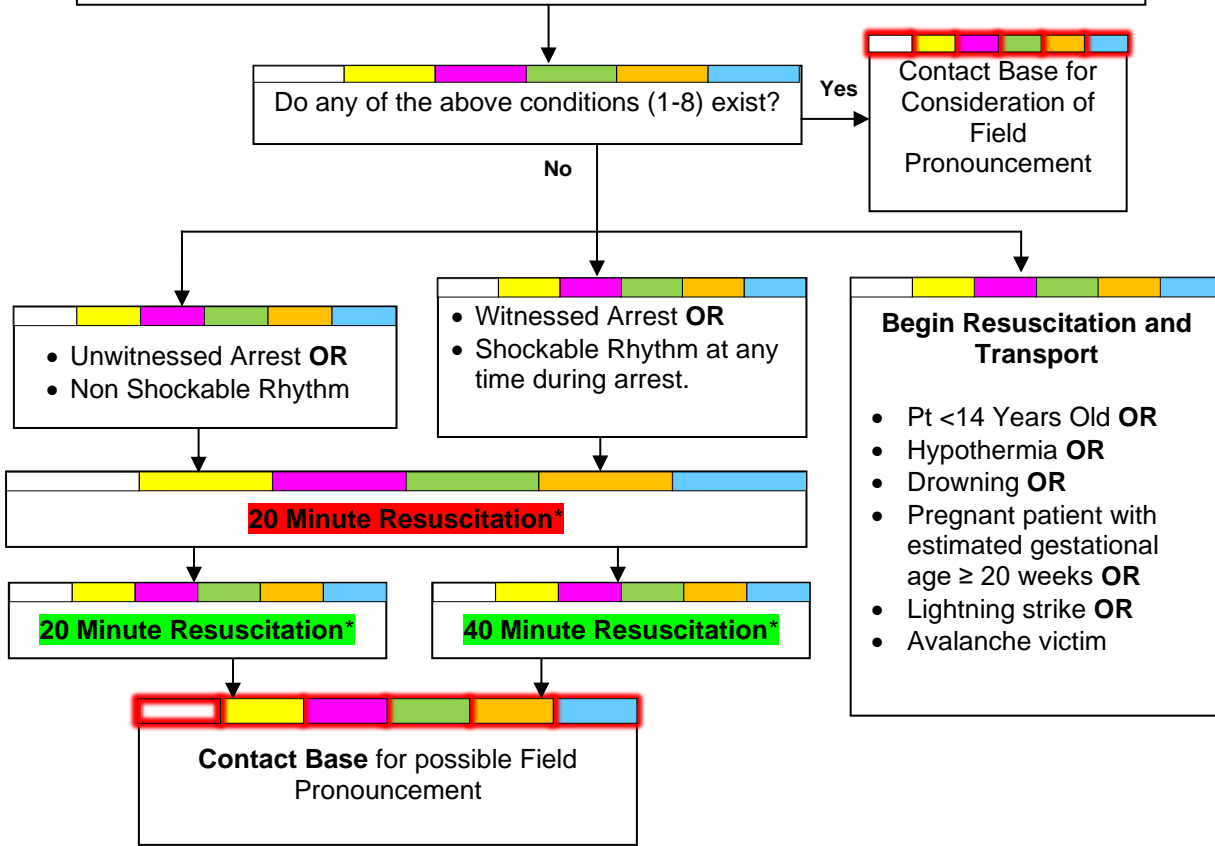 Do any of the above conditions (1-8) exist?
Yes
Contact Base for
Consideration of
Field
Pronouncement
No
• Unwitnessed Arrest OR
• Non Shockable Rhythm
• Witnessed Arrest OR
• Shockable Rhythm at any
time during arrest.
Begin Resuscitation and
Transport
• Pt <14 Years Old OR
• Hypothermia OR
• Drowning OR
• Pregnant patient with
estimated gestational
age ≥ 20 weeks OR
• Lightning strike OR
• Avalanche victim
20 Minute Resuscitation*
20 Minute Resuscitation*
40 Minute Resuscitation*
Contact Base for possible Field
Pronouncement